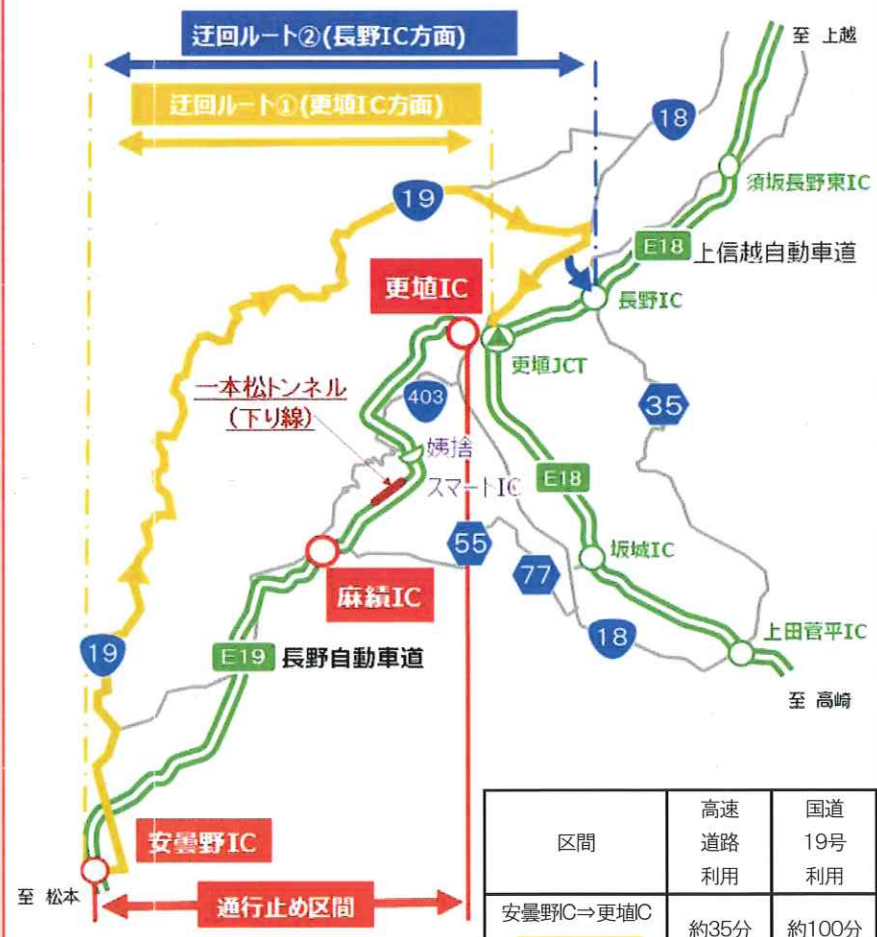 迂回ルート②(長野IC方面)
至 上越
迂回ルート①(更埴IC方面)
18
須坂長野東IC
19
E18 上信越自動車道
更埴IC
長野IC
更埴JCT
一本松トンネル
(下り線)
403
35
姨捨
スマートIC
E18
55
坂城IC
77
麻績IC
18
上田菅平IC
19
E19 長野自動車道
至 高崎
安曇野IC
至 松本
通行止め区間
区間
高速
道路
利用
国道
19号
利用
安曇野IC⇒更埴IC
約35分
約100分